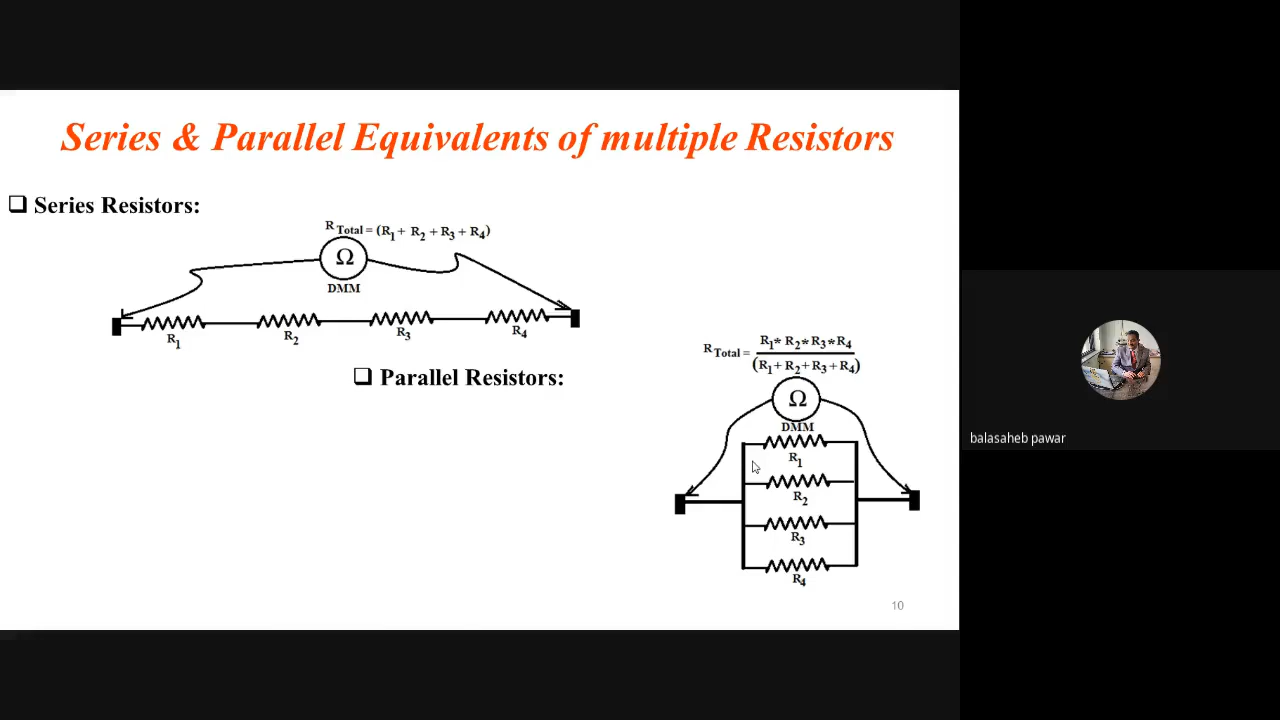 Series & Parallel Equivalents of multiple Resistors
❑ Series Resistors:
R Total = (R1 + R2 + R3 + R4)
Ω
DMM
R1 R2 R3 R4
❑ Parallel Resistors:
R Total = R1 * R2 * R3 * R4
(R1 + R2 + R3 + R4)
Ω
DMM
R1
R2
R3
R4
10
balasaheb pawar